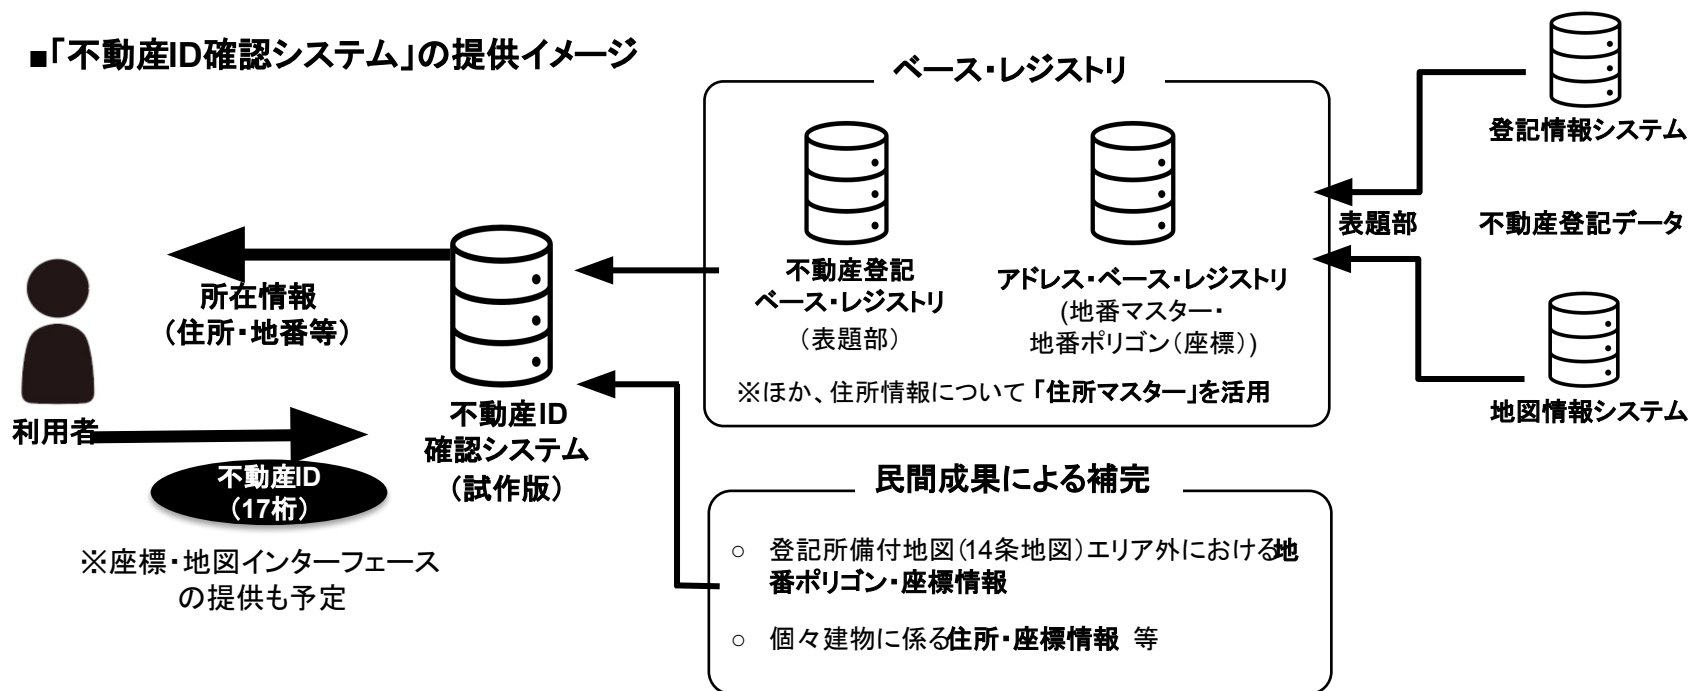 ■「不動産ID確認システム」の提供イメージ
ベース・レジストリ
登記情報システム
表題部
不動産登記データ
不動産登記
ベース・レジストリ
（表題部）
アドレス・ベース・レジストリ
(地番マスター・
地番ポリゴン（座標）)
※ほか、住所情報について「住所マスター」を活用
地図情報システム
所在情報
（住所・地番等）
利用者
不動産ID
（17桁）
※座標・地図インターフェース
の提供も予定
不動産ID
確認システム
（試作版）
民間成果による補完
○ 登記所備付地図（14条地図）エリア外における地
番ポリゴン・座標情報
○ 個々建物に係る住所・座標情報 等